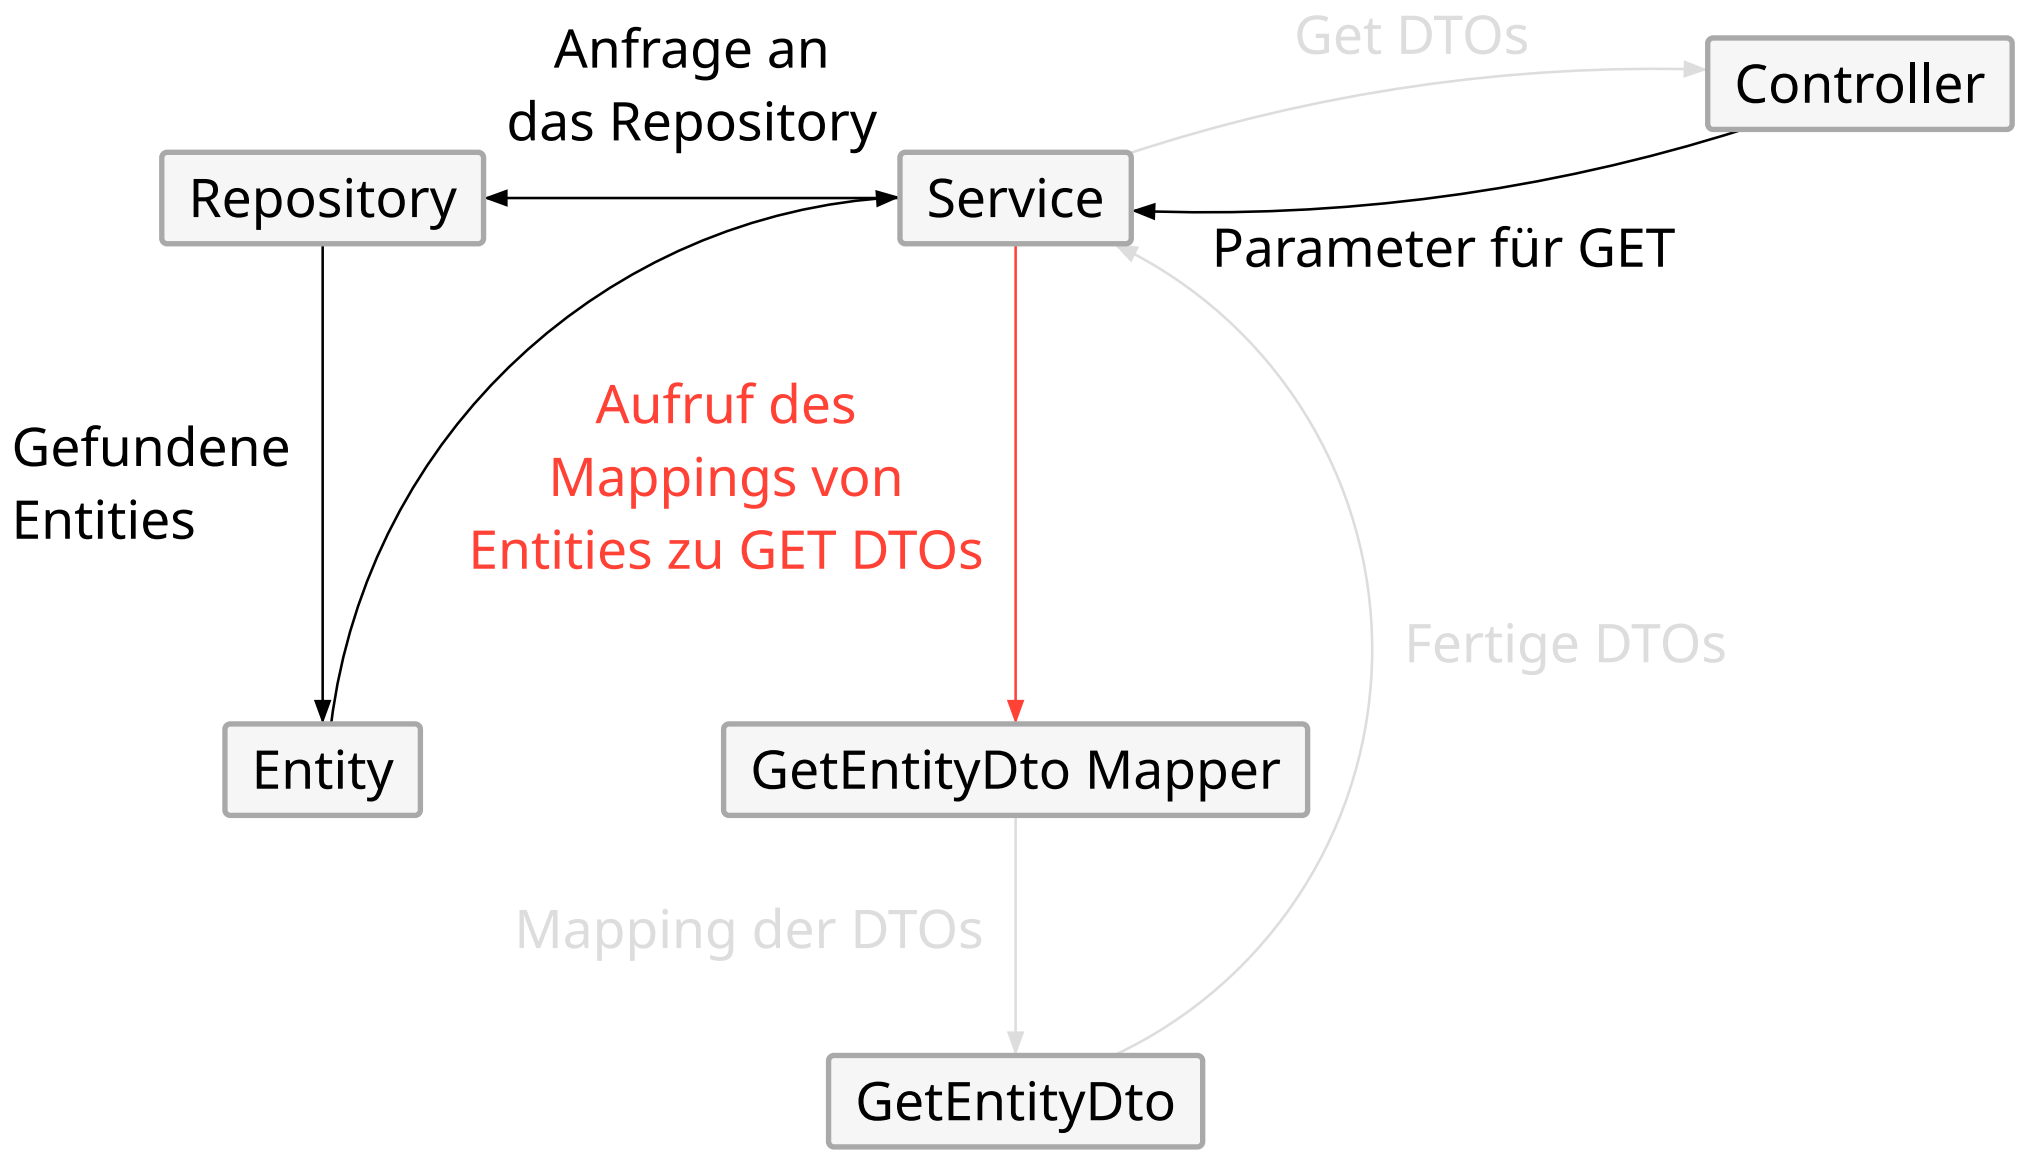 Get DTOs
Controller
Anfrage an
das Repository
Repository
Service
Parameter für GET
Gefundene
Entities
Aufruf des
Mappings von
Entities zu GET DTOs
Fertige DTOs
Entity
GetEntityDto Mapper
Mapping der DTOs
GetEntityDto